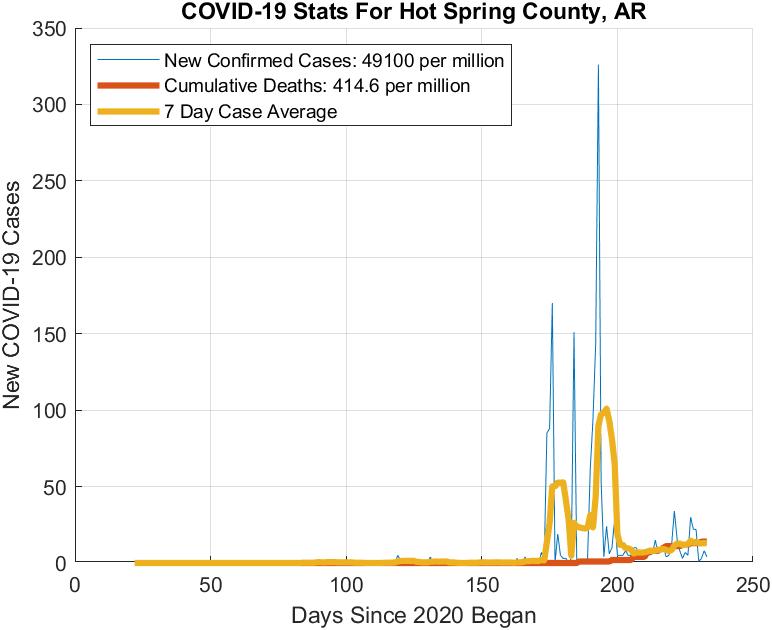 COVID-19 Stats For Hot Spring County, AR
350
300
250
200
150
100
50
0
New COVID-19 Cases
New Confirmed Cases: 49100 per million
Cumulative Deaths: 414.6 per million
7 Day Case Average
0 50 100 150 200 250
Days Since 2020 Began